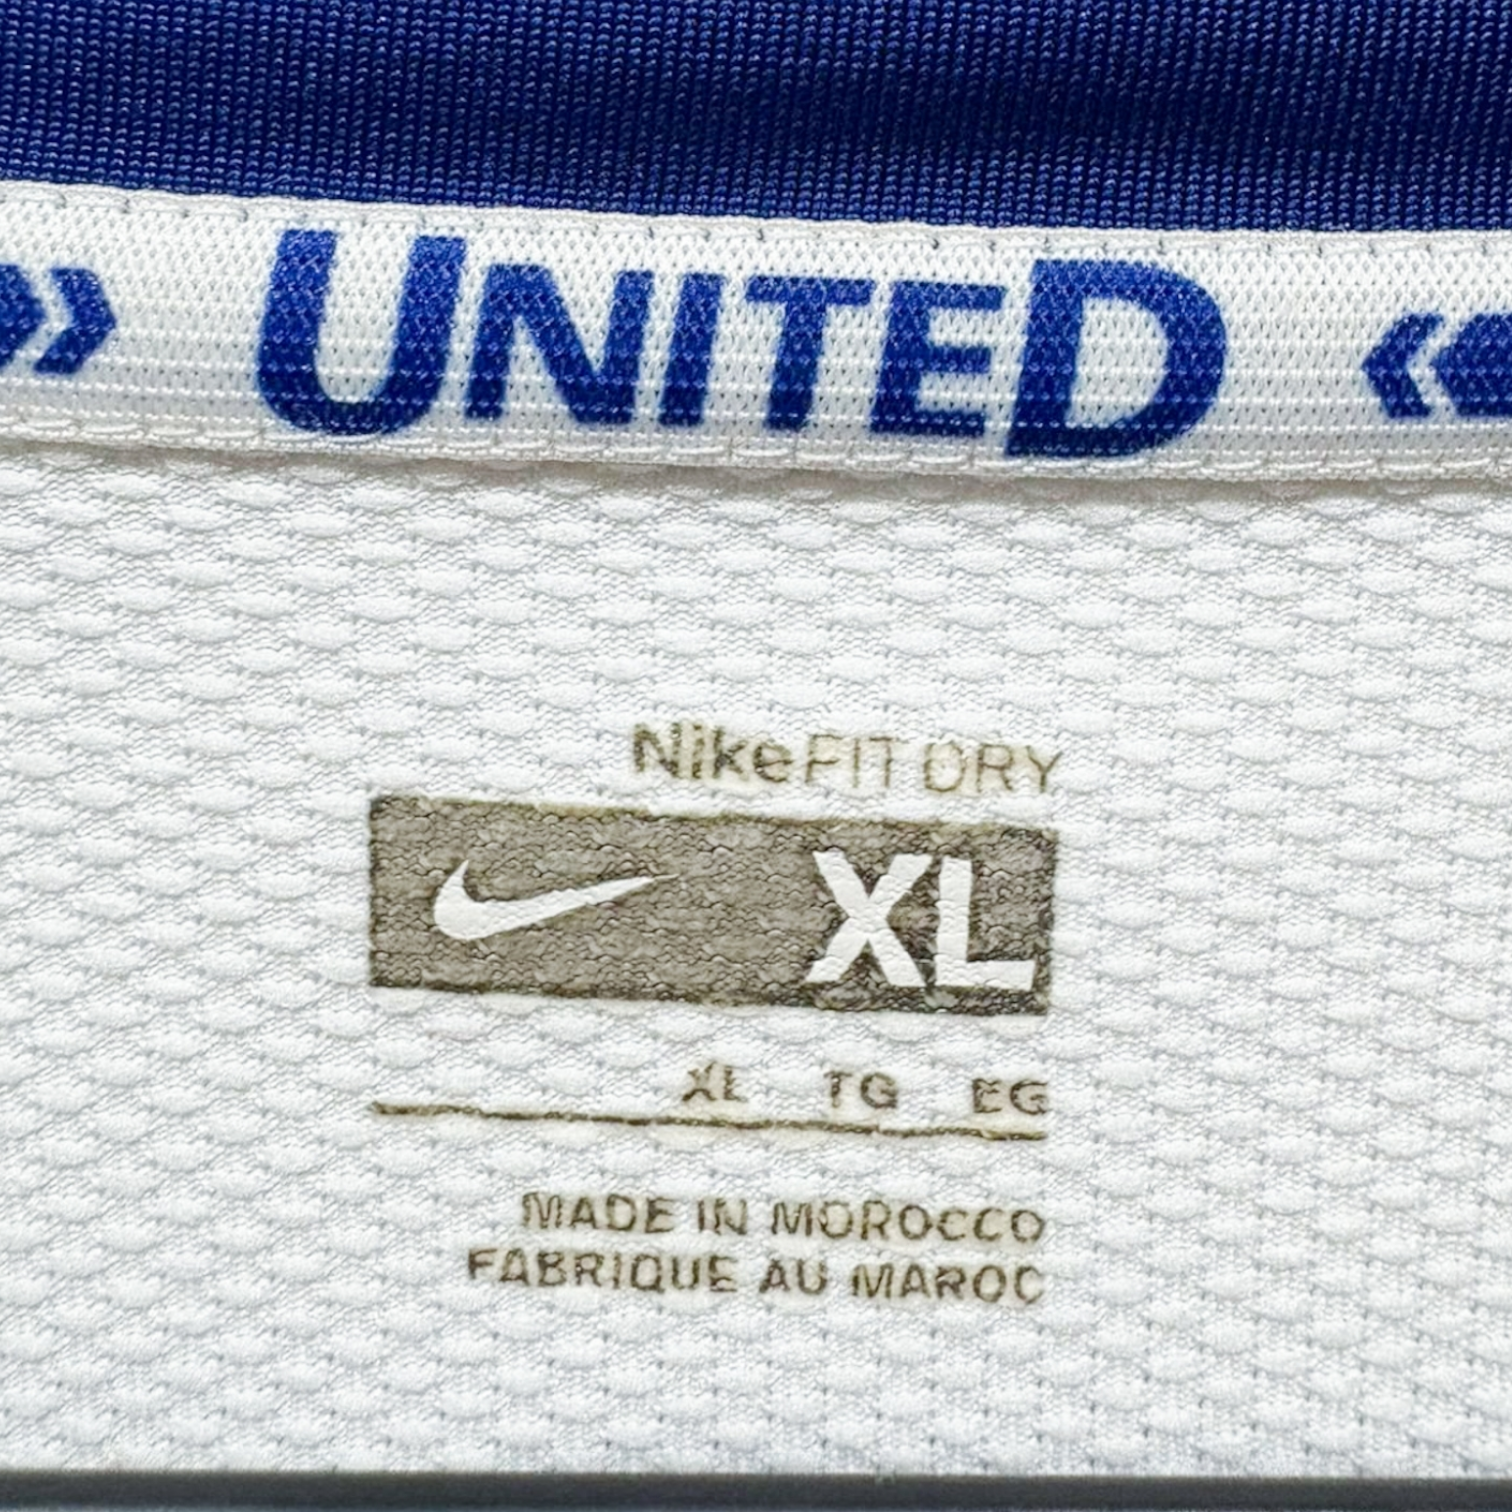 UNITED
NikeFIT DRY
XL
XL TG EG
MADE IN MOROCCO
FABRIQUE AU MAROC